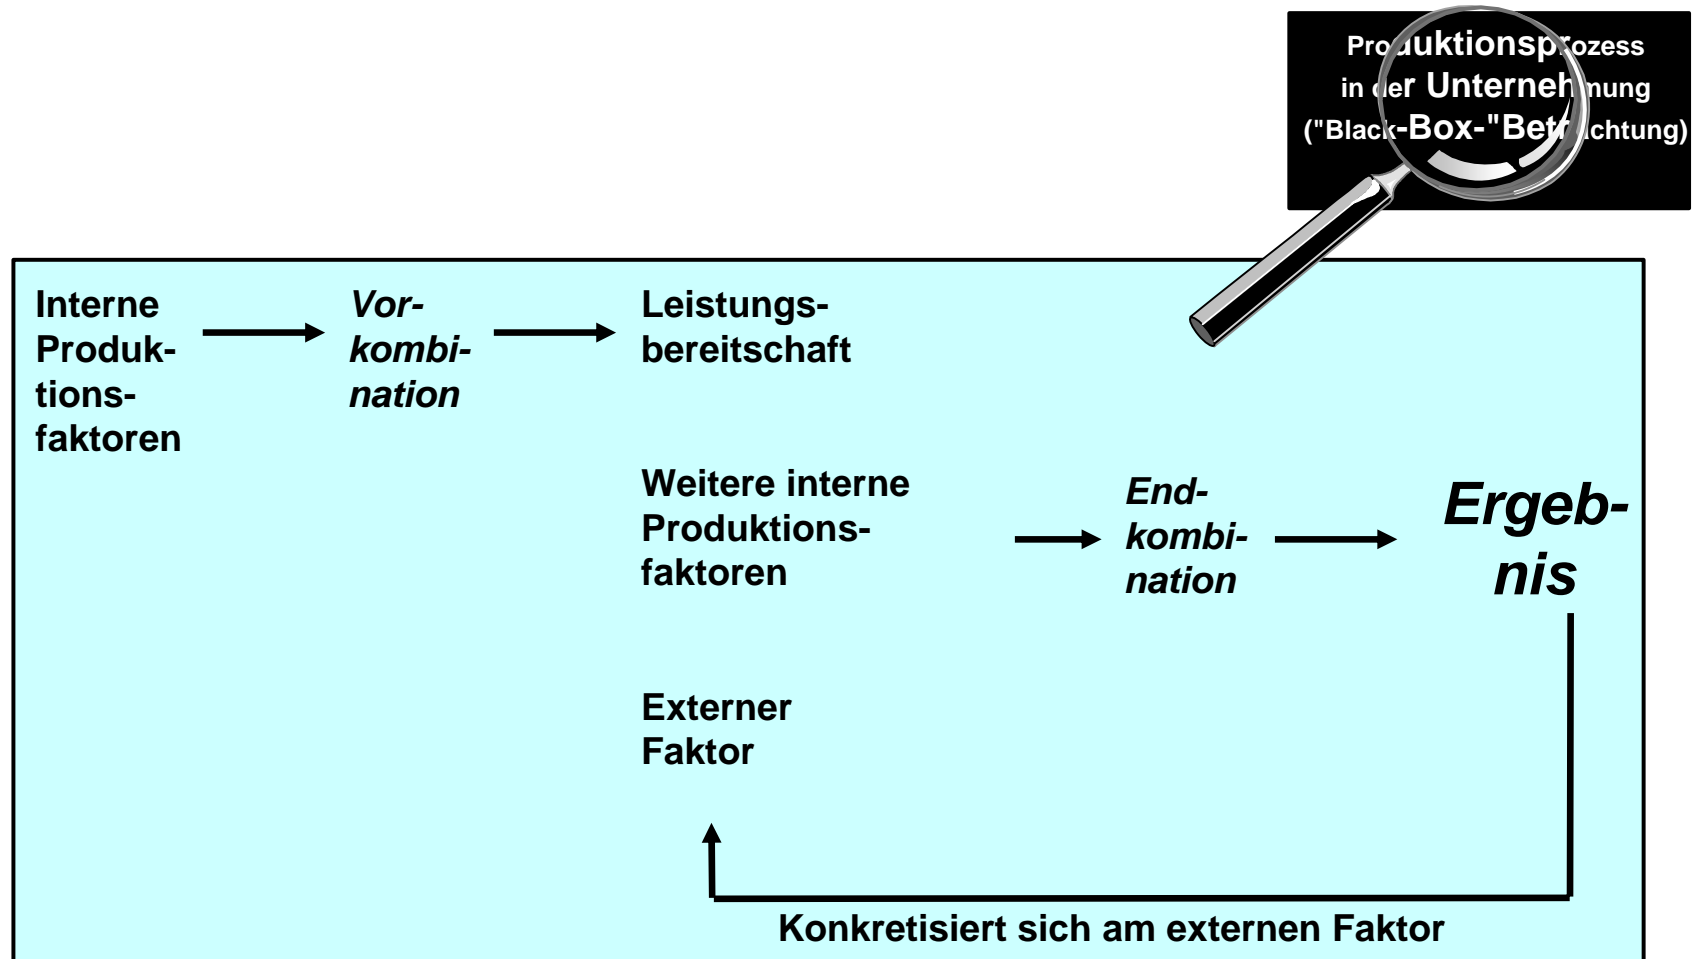 Produktionsprozess
in der Unternehmung
("Black-Box-"Betrachtung)
Interne
Produk-
tions-
faktoren
Vor-
kombi-
nation
Leistungs-
bereitschaft
Weitere interne
Produktions-
faktoren
End-
kombi-
nation
Ergeb-
nis
Externer
Faktor
Konkretisiert sich am externen Faktor